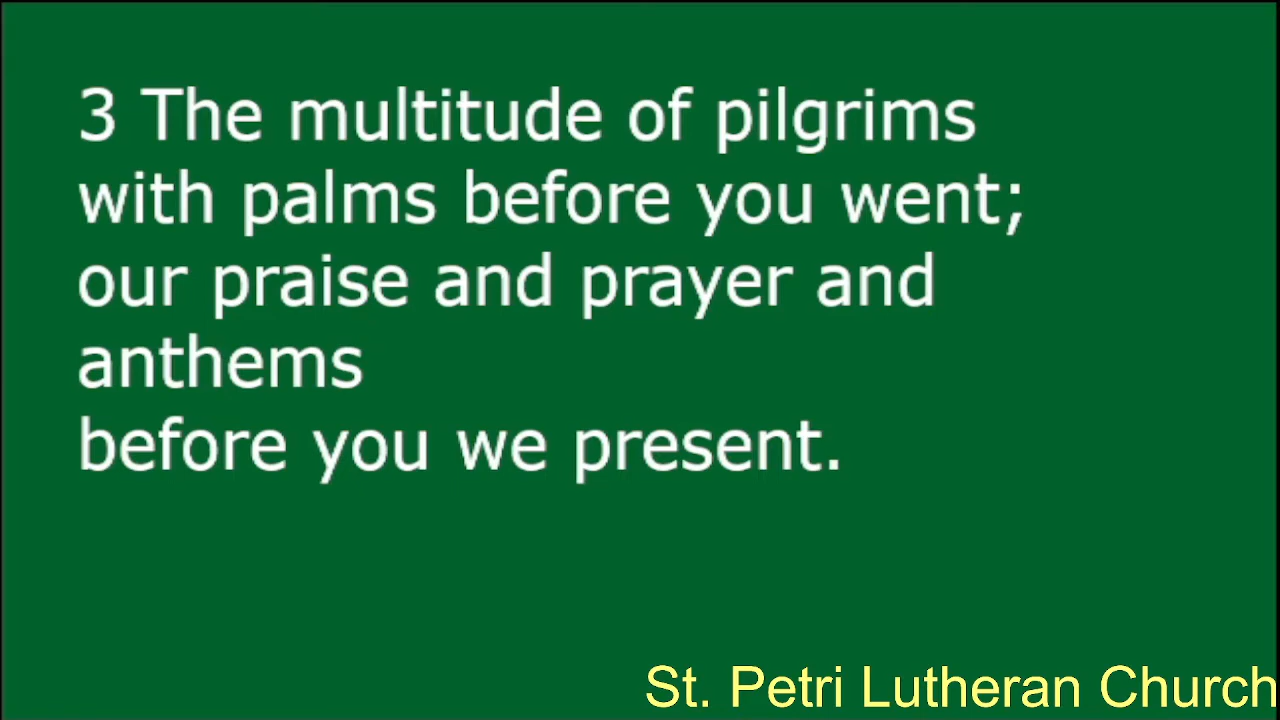 3 The multitude of pilgrims
with palms before you went;
our praise and prayer and
anthems
before you we present.
St. Petri Lutheran Church